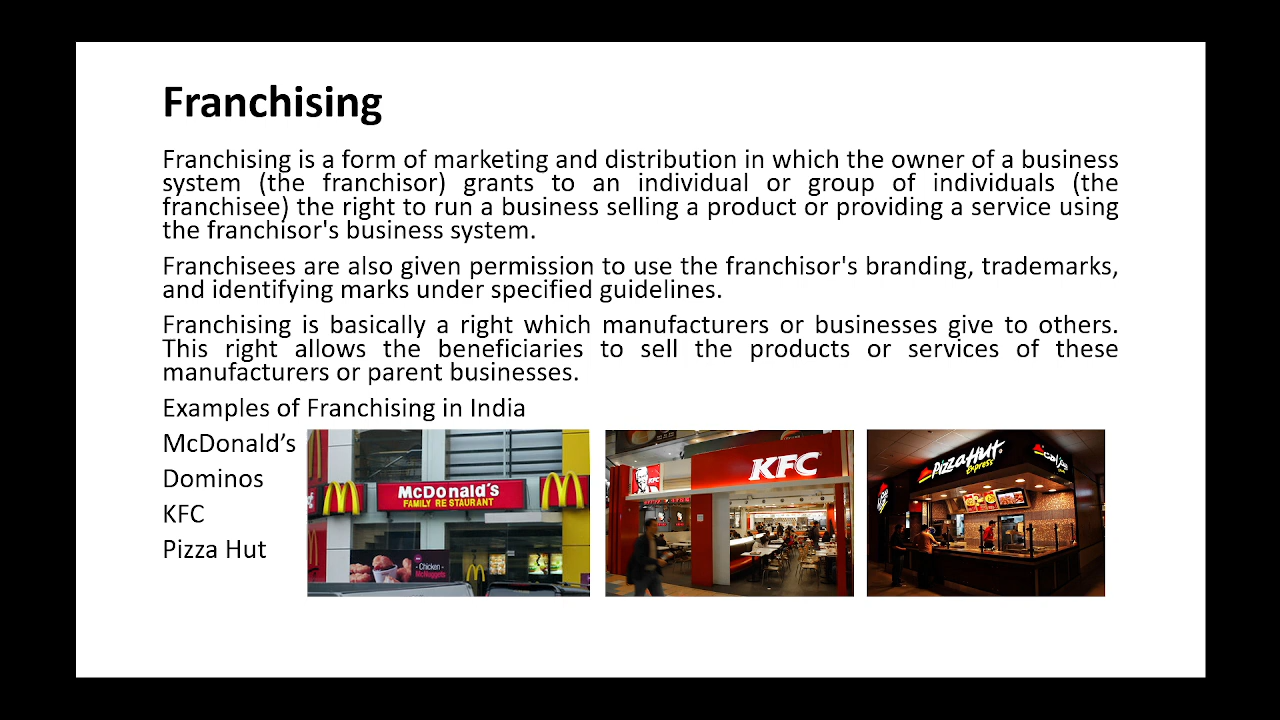 Franchising
Franchising is a form of marketing and distribution in which the owner of a business
system (the franchisor) grants to an individual or group of individuals (the
franchisee) the right to run a business selling a product or providing a service using
the franchisor's business system.
Franchisees are also given permission to use the franchisor's branding, trademarks,
and identifying marks under specified guidelines.
Franchising is basically a right which manufacturers or businesses give to others.
This right allows the beneficiaries to sell the products or services of these
manufacturers or parent businesses.
Examples of Franchising in India
McDonald’s
Dominos
KFC
Pizza Hut
McDonald's
FAMILY RESTAURANT
Chicken
McNuggets
KFC
KFC
Pizza Hut
Express